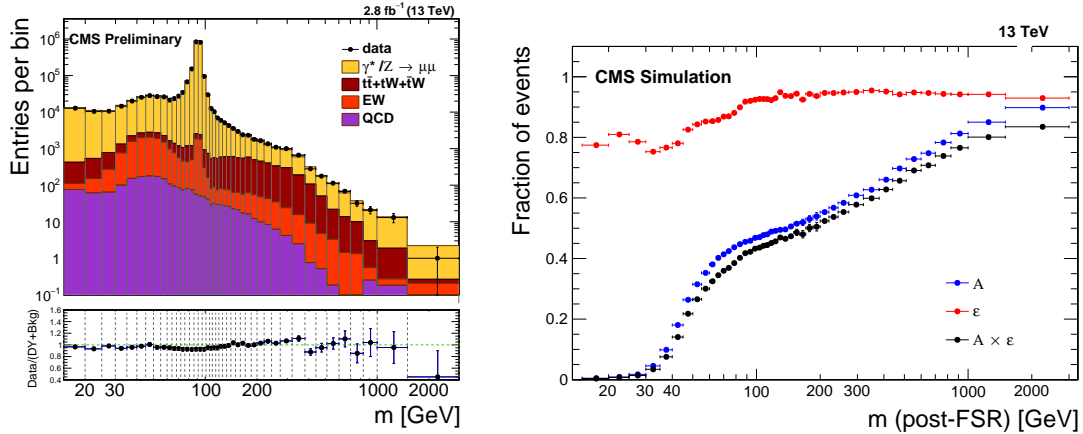 2.8 fb⁻¹ (13 TeV)
CMS Preliminary
data
γ* /Z → μμ
tt̄+tW+t̄W
EW
QCD
Entries per bin
10⁶
10⁵
10⁴
10³
10²
10
1
10⁻¹
Data/(DY+Bkg)
1.6
1.4
1.2
1
0.8
0.6
0.4
20 30 100 200 1000
m [GeV]
13 TeV
CMS Simulation
Fraction of events
1
0.8
0.6
0.4
0.2
0
A
ε
A × ε
20 30 40 100 200 300 1000 2000
m (post-FSR) [GeV]